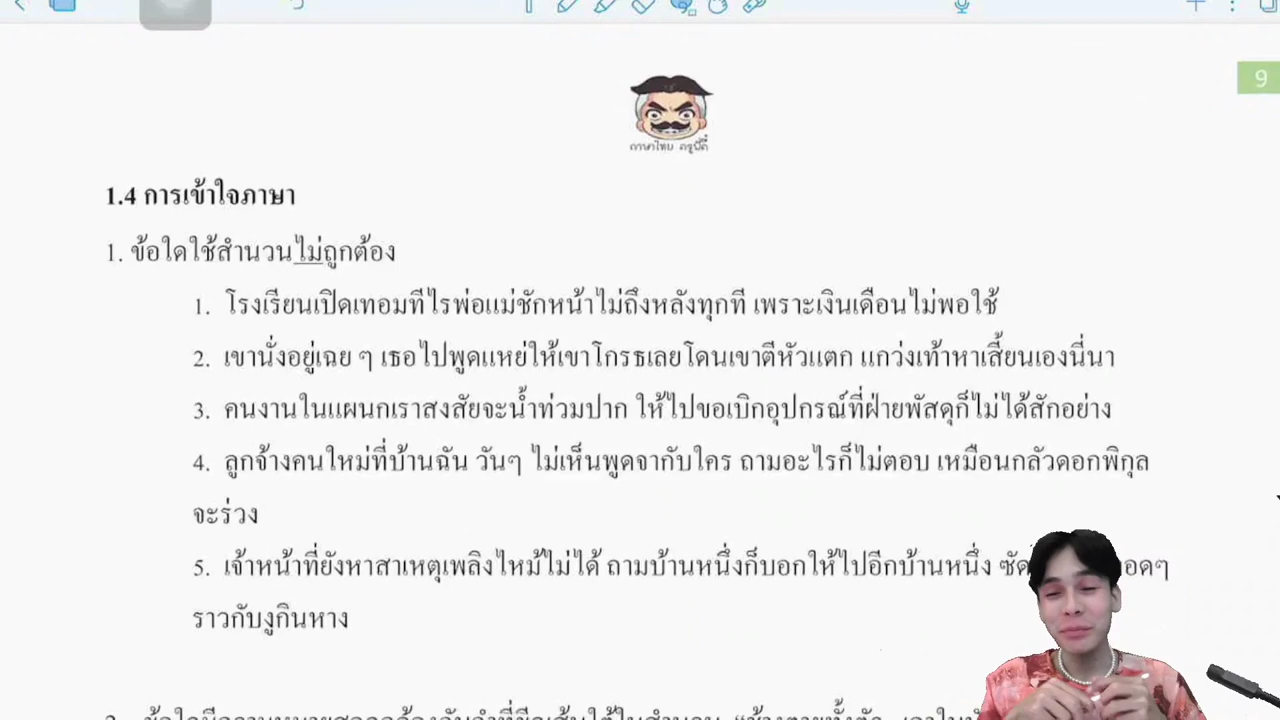 9
ภาษาไทย ครูปิ๊กกี้
1.4 การเข้าใจภาษา
1. ข้อใดใช้สำนวนไม่ถูกต้อง
1. โรงเรียนเปิดเทอมทีไรพ่อแม่ชักหน้าไม่ถึงหลังทุกที เพราะเงินเดือนไม่พอใช้
2. เขานั่งอยู่เฉย ๆ เธอไปพูดแหย่ให้เขาโกรธเลยโดนเขาตีหัวแตก แกว่งเท้าหาเสี้ยนเองนี่นา
3. คนงานในแผนกเราสงสัยจะน้ำท่วมปาก ให้ไปขอเบิกอุปกรณ์ที่ฝ่ายพัสดุก็ไม่ได้สักอย่าง
4. ลูกจ้างคนใหม่ที่บ้านฉัน วันๆ ไม่เห็นพูดจากับใคร ถามอะไรก็ไม่ตอบ เหมือนกลัวดอกพิกุล
จะร่วง
5. เจ้าหน้าที่ยังหาสาเหตุเพลิงไหม้ไม่ได้ ถามบ้านหนึ่งก็บอกให้ไปอีกบ้านหนึ่ง
ราวกับงูกินหาง